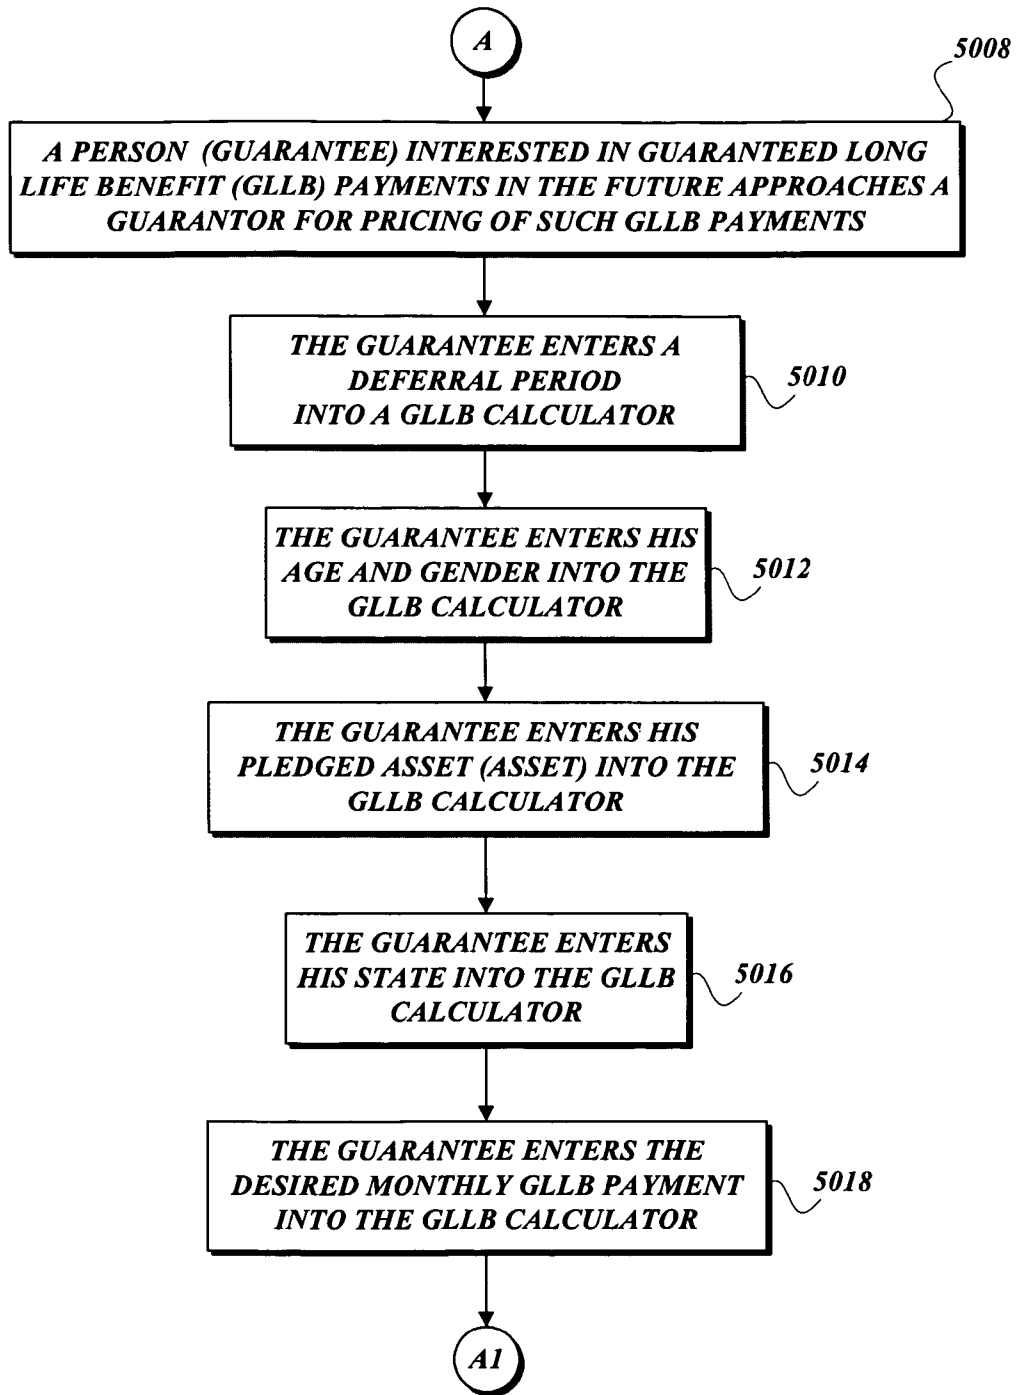 A
5008
A PERSON (GUARANTEE) INTERESTED IN GUARANTEED LONG
LIFE BENEFIT (GLLB) PAYMENTS IN THE FUTURE APPROACHES A
GUARANTOR FOR PRICING OF SUCH GLLB PAYMENTS
THE GUARANTEE ENTERS A
DEFERRAL PERIOD
INTO A GLLB CALCULATOR
5010
THE GUARANTEE ENTERS HIS
AGE AND GENDER INTO THE
GLLB CALCULATOR
5012
THE GUARANTEE ENTERS HIS
PLEDGED ASSET (ASSET) INTO THE
GLLB CALCULATOR
5014
THE GUARANTEE ENTERS
HIS STATE INTO THE GLLB
CALCULATOR
5016
THE GUARANTEE ENTERS THE
DESIRED MONTHLY GLLB PAYMENT
INTO THE GLLB CALCULATOR
5018
A1